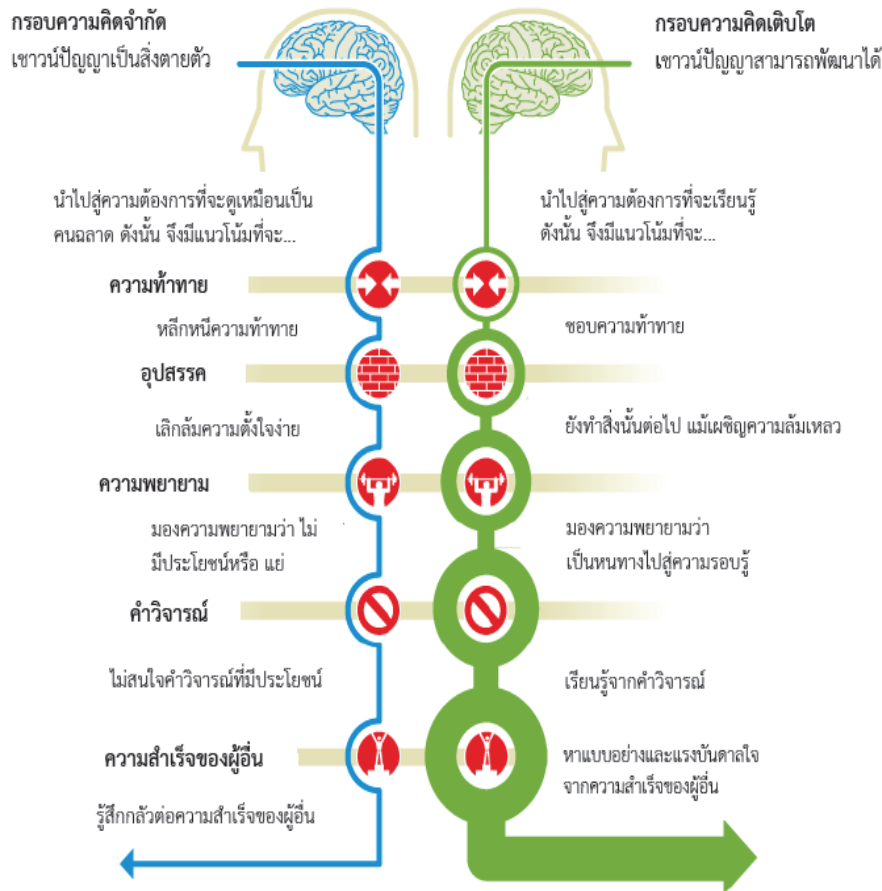 กรอบความคิดจำกัด
เชาวน์ปัญญาเป็นสิ่งตายตัว
กรอบความคิดเติบโต
เชาวน์ปัญญาสามารถพัฒนาได้
นำไปสู่ความต้องการที่จะดูเหมือนเป็น
คนฉลาด ดังนั้น จึงมีแนวโน้มที่จะ...
นำไปสู่ความต้องการที่จะเรียนรู้
ดังนั้น จึงมีแนวโน้มที่จะ...
ความท้าทาย
หลีกหนีความท้าทาย
ชอบความท้าทาย
อุปสรรค
เลิกล้มความตั้งใจง่าย
ยังทำสิ่งนั้นต่อไป แม้เผชิญความล้มเหลว
ความพยายาม
มองความพยายามว่า ไม่
มีประโยชน์หรือ แย่
มองความพยายามว่า
เป็นหนทางไปสู่ความรอบรู้
คำวิจารณ์
ไม่สนใจคำวิจารณ์ที่มีประโยชน์
เรียนรู้จากคำวิจารณ์
ความสำเร็จของผู้อื่น
รู้สึกกลัวต่อความสำเร็จของผู้อื่น
หาแบบอย่างและแรงบันดาลใจ
จากความสำเร็จของผู้อื่น